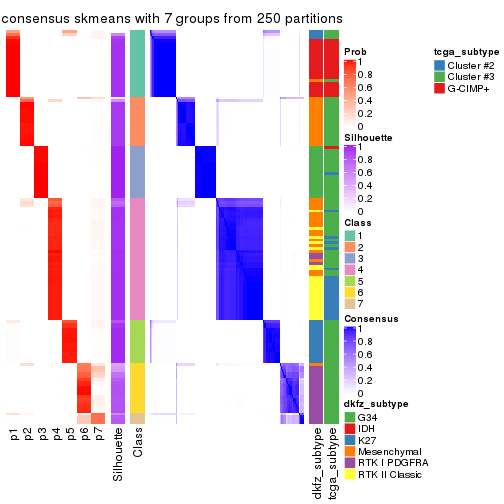 consensus skmeans with 7 groups from 250 partitions
Prob
1
0.8
0.6
0.4
0.2
0
Silhouette
1
0.8
0.6
0.4
0.2
0
Class
1
2
3
4
5
6
7
Consensus
1
0.8
0.6
0.4
0.2
0
dkfz_subtype
G34
IDH
K27
Mesenchymal
RTK I PDGFRA
RTK II Classic
tcga_subtype
Cluster #2
Cluster #3
G-CIMP+
p1
p2
p3
p4
p5
p6
p7
Silhouette
Class
dkfz_subtype
tcga_subtype